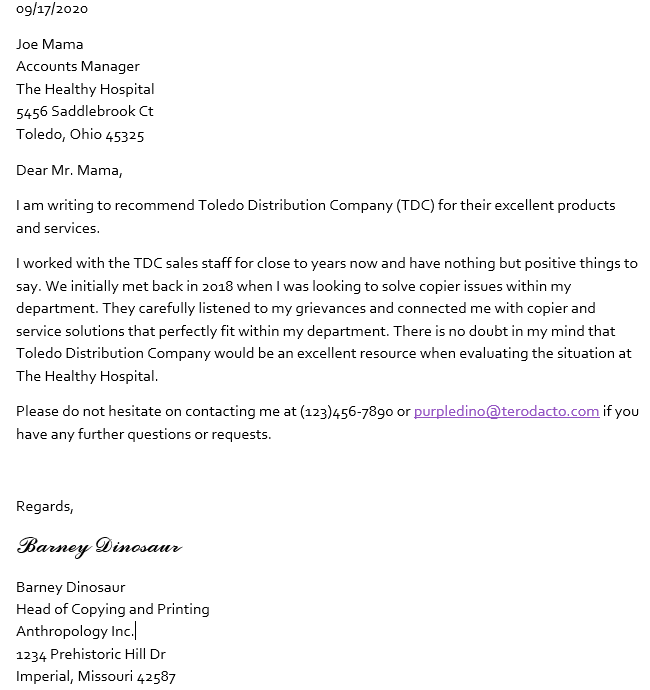 09/17/2020
Joe Mama
Accounts Manager
The Healthy Hospital
5456 Saddlebrook Ct
Toledo, Ohio 45325
Dear Mr. Mama,
I am writing to recommend Toledo Distribution Company (TDC) for their excellent products
and services.
I worked with the TDC sales staff for close to years now and have nothing but positive things to
say. We initially met back in 2018 when I was looking to solve copier issues within my
department. They carefully listened to my grievances and connected me with copier and
service solutions that perfectly fit within my department. There is no doubt in my mind that
Toledo Distribution Company would be an excellent resource when evaluating the situation at
The Healthy Hospital.
Please do not hesitate on contacting me at (123)456-7890 or purpledino@terodacto.com if you
have any further questions or requests.
Regards,
Barney Dinosaur
Barney Dinosaur
Head of Copying and Printing
Anthropology Inc.
1234 Prehistoric Hill Dr
Imperial, Missouri 42587